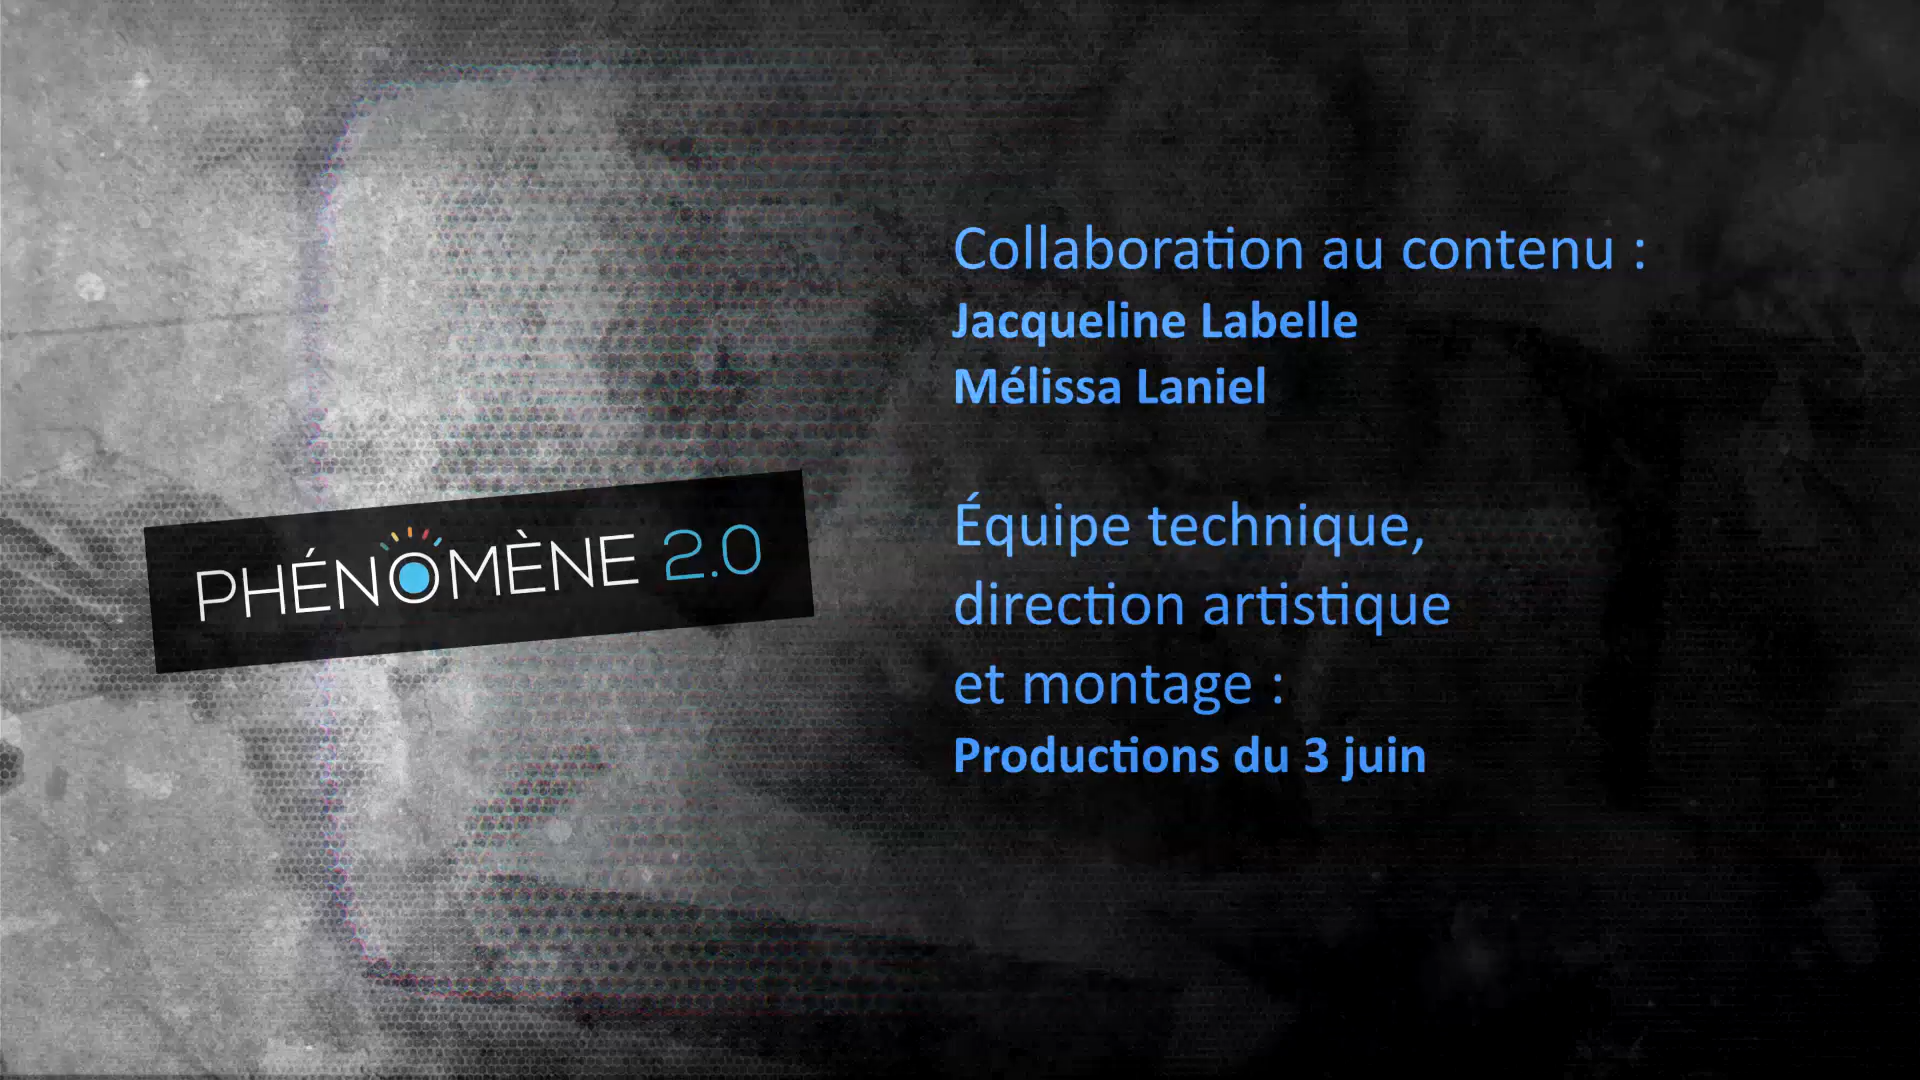 PHÉNOMÈNE 2.0
Collaboration au contenu :
Jacqueline Labelle
Mélissa Laniel
Équipe technique,
direction artistique
et montage :
Productions du 3 juin